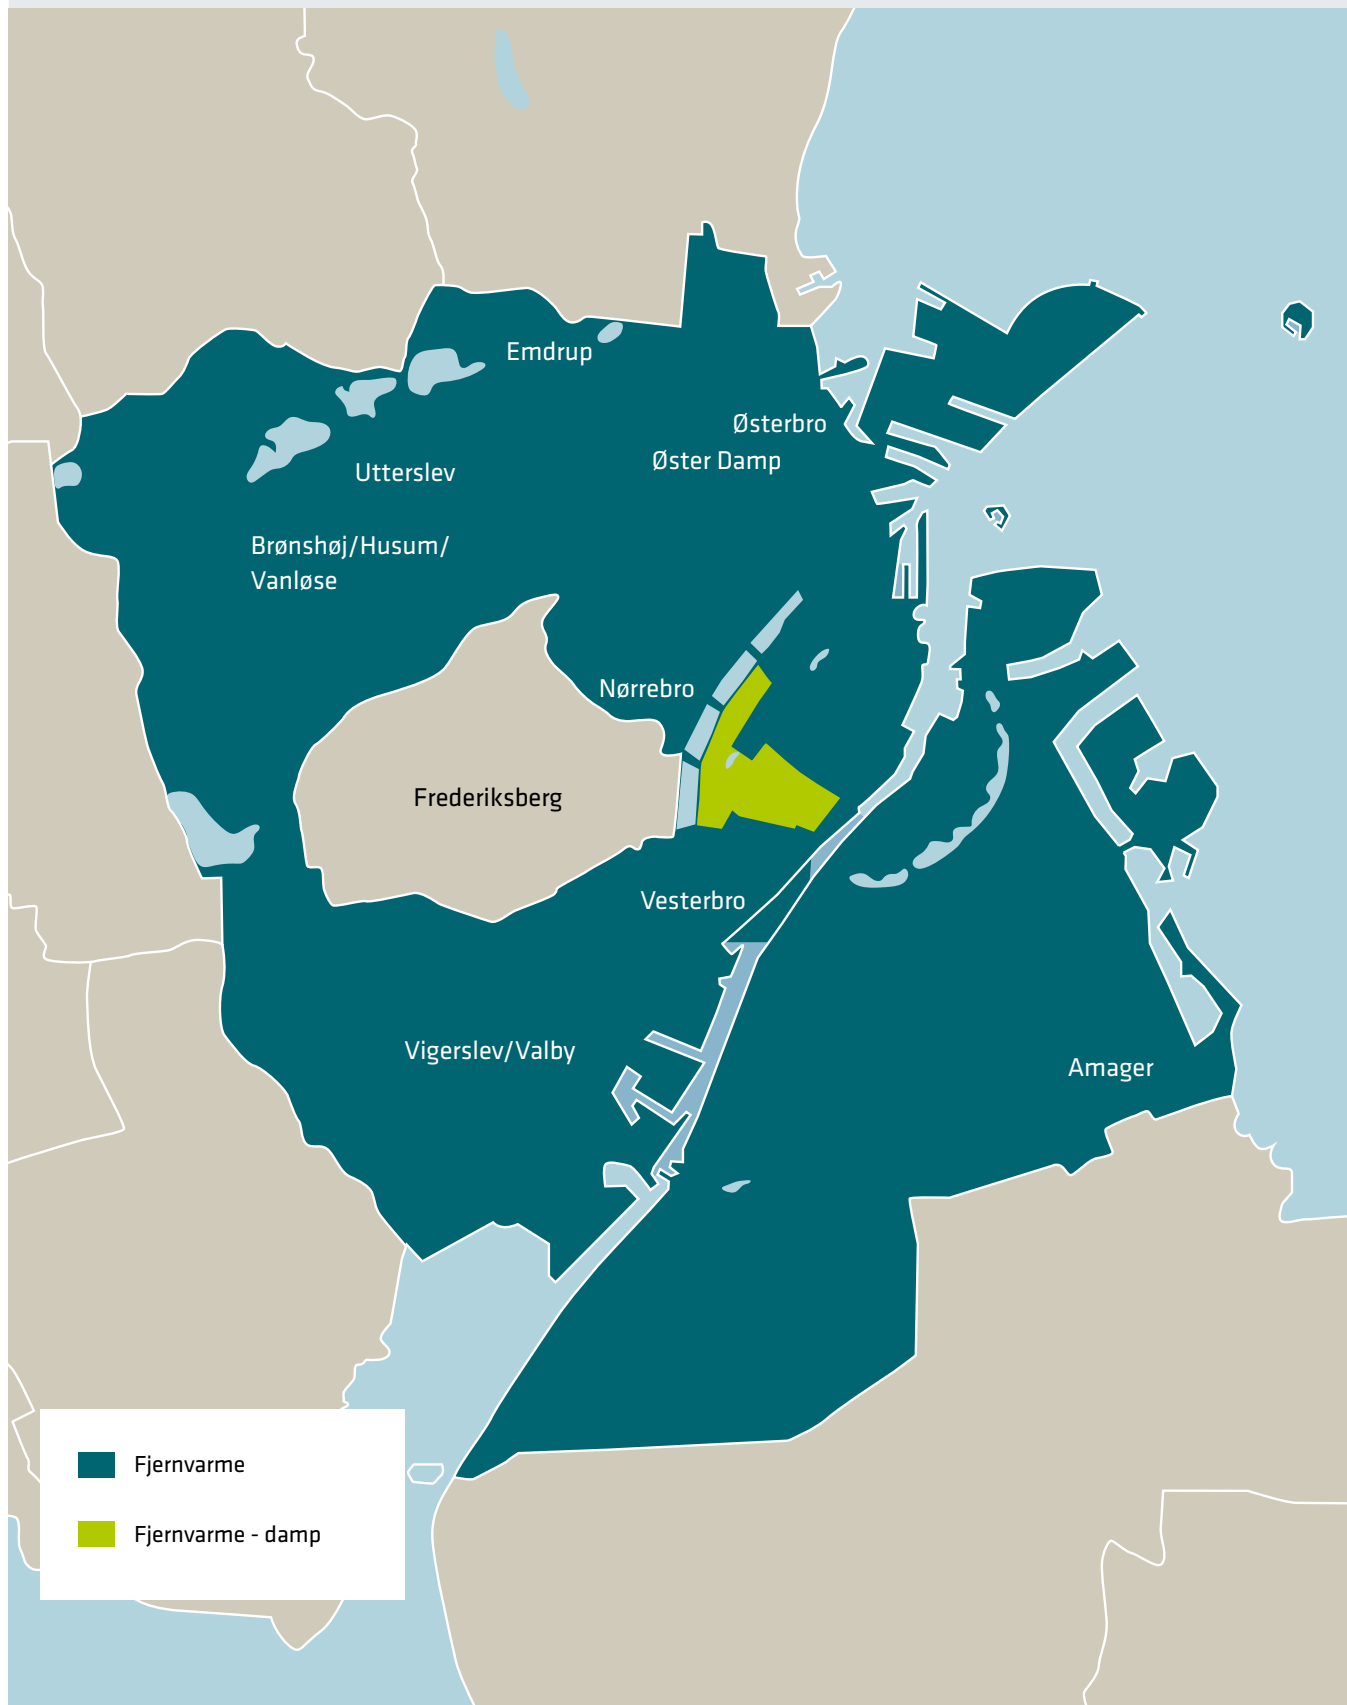 Emdrup
Østerbro
Øster Damp
Utterslev
Brønshøj/Husum/
Vanløse
Nørrebro
Frederiksberg
Vesterbro
Vigerslev/Valby
Amager
Fjernvarme
Fjernvarme - damp